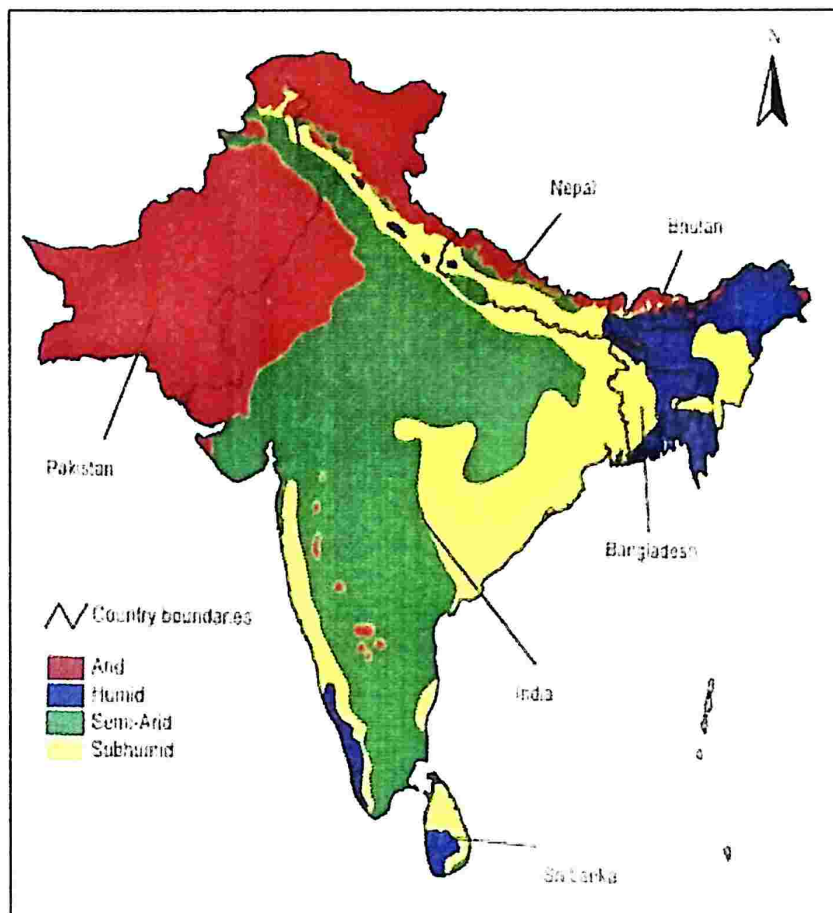 N
Nepal
Bhutan
Pakistan
Bangladesh
Country boundaries
Arid
Humid
Semi-Arid
Subhumid
India
Sri Lanka